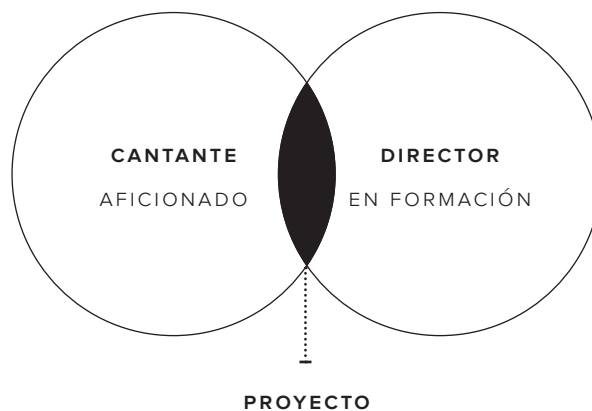 CANTANTE
AFICIONADO
DIRECTOR
EN FORMACIÓN
PROYECTO